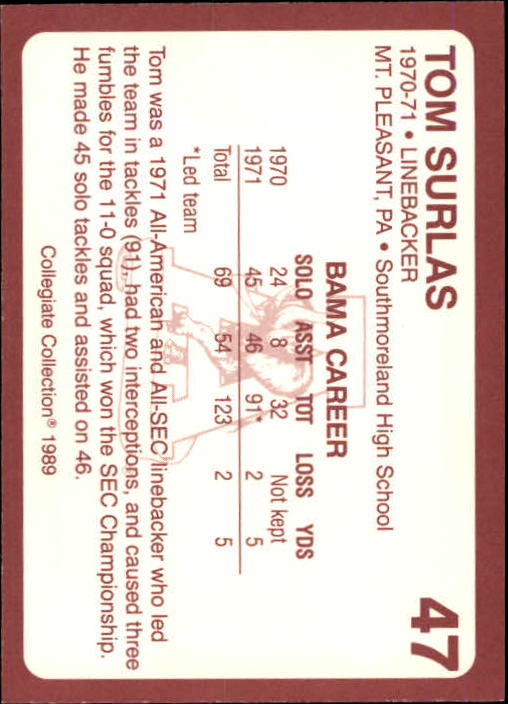 TOM SURLAS 47
1970-71 • LINEBACKER
MT. PLEASANT, PA • Southmoreland High School
BAMA CAREER
SOLO ASST TOT LOSS YDS
1970 24 8 32 Not kept
1971 45 46 91* 2 5
Total 69 54 123 2 5
*Led team
Tom was a 1971 All-American and All-SEC linebacker who led
the team in tackles (91), had two interceptions, and caused three
fumbles for the 11-0 squad, which won the SEC Championship.
He made 45 solo tackles and assisted on 46.
Collegiate Collection® 1989